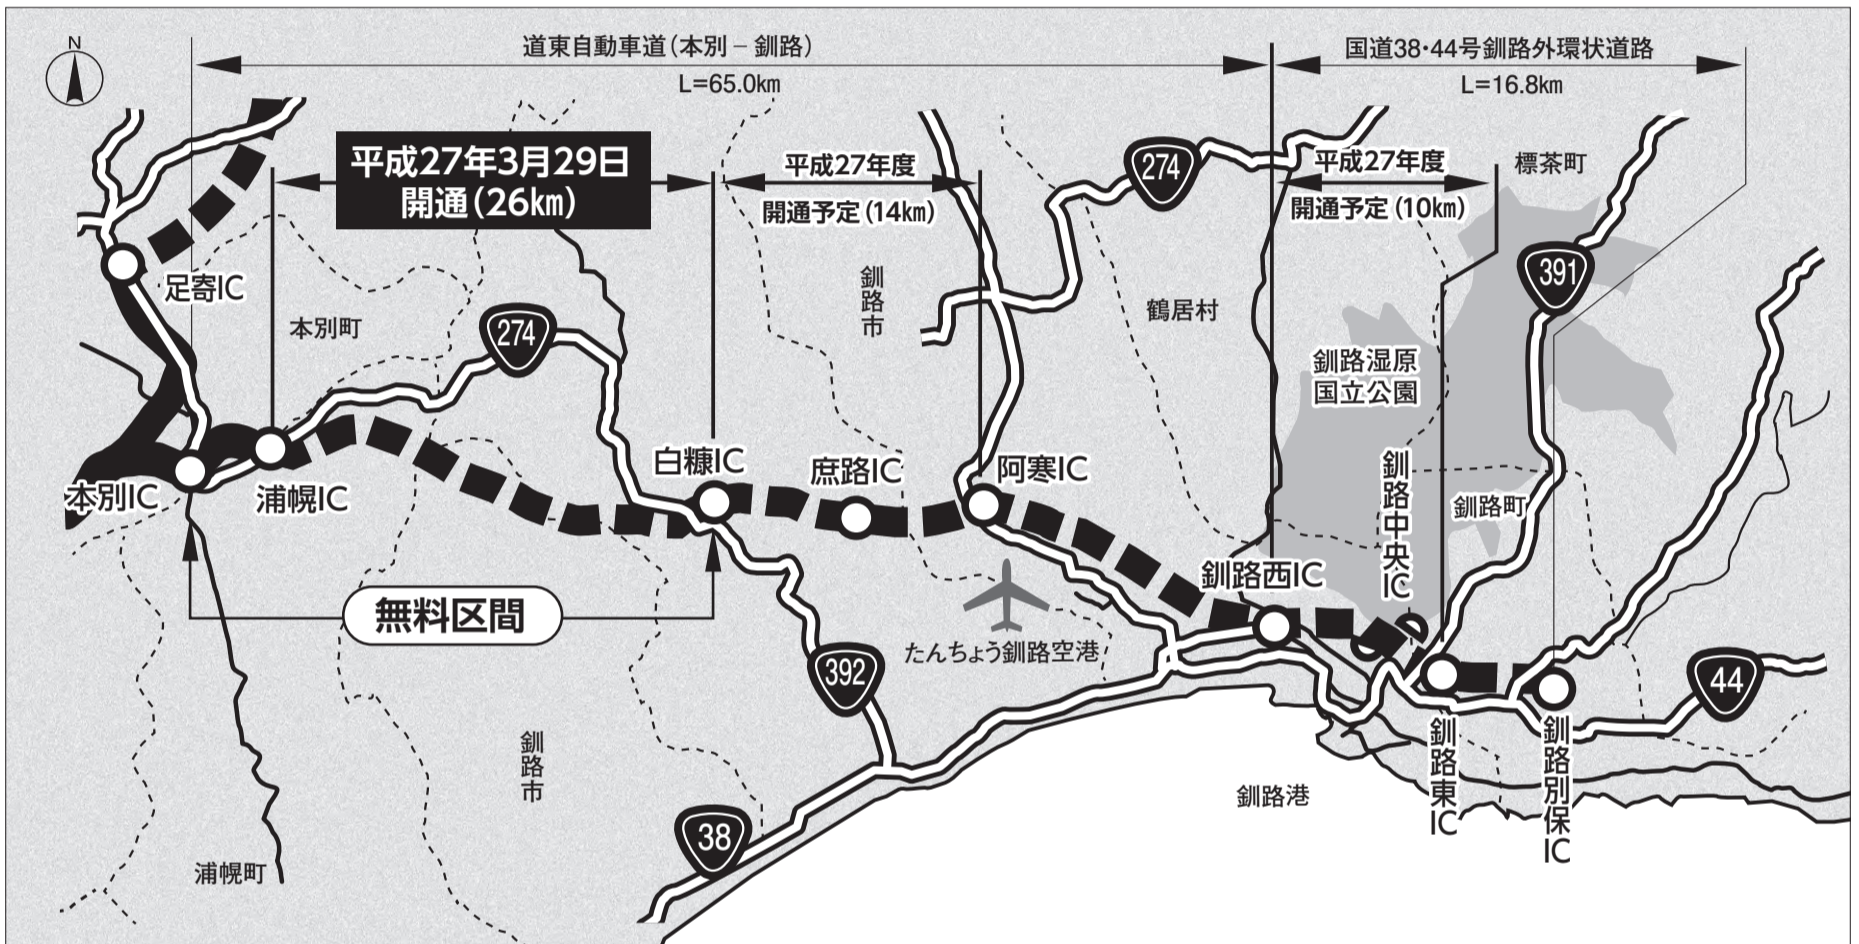 N
道東自動車道(本別－釧路)
L=65.0㎞
国道38・44号釧路外環状道路
L=16.8㎞
平成27年3月29日
開通(26㎞)
平成27年度
開通予定(14㎞)
平成27年度
開通予定(10㎞)
274
標茶町
391
足寄IC
本別町
274
釧路市
鶴居村
釧路湿原
国立公園
本別IC
浦幌IC
白糠IC
庶路IC
阿寒IC
釧路中央IC
釧路町
釧路西IC
無料区間
たんちょう釧路空港
392
44
釧路市
釧路東IC
釧路別保IC
釧路港
38
浦幌町